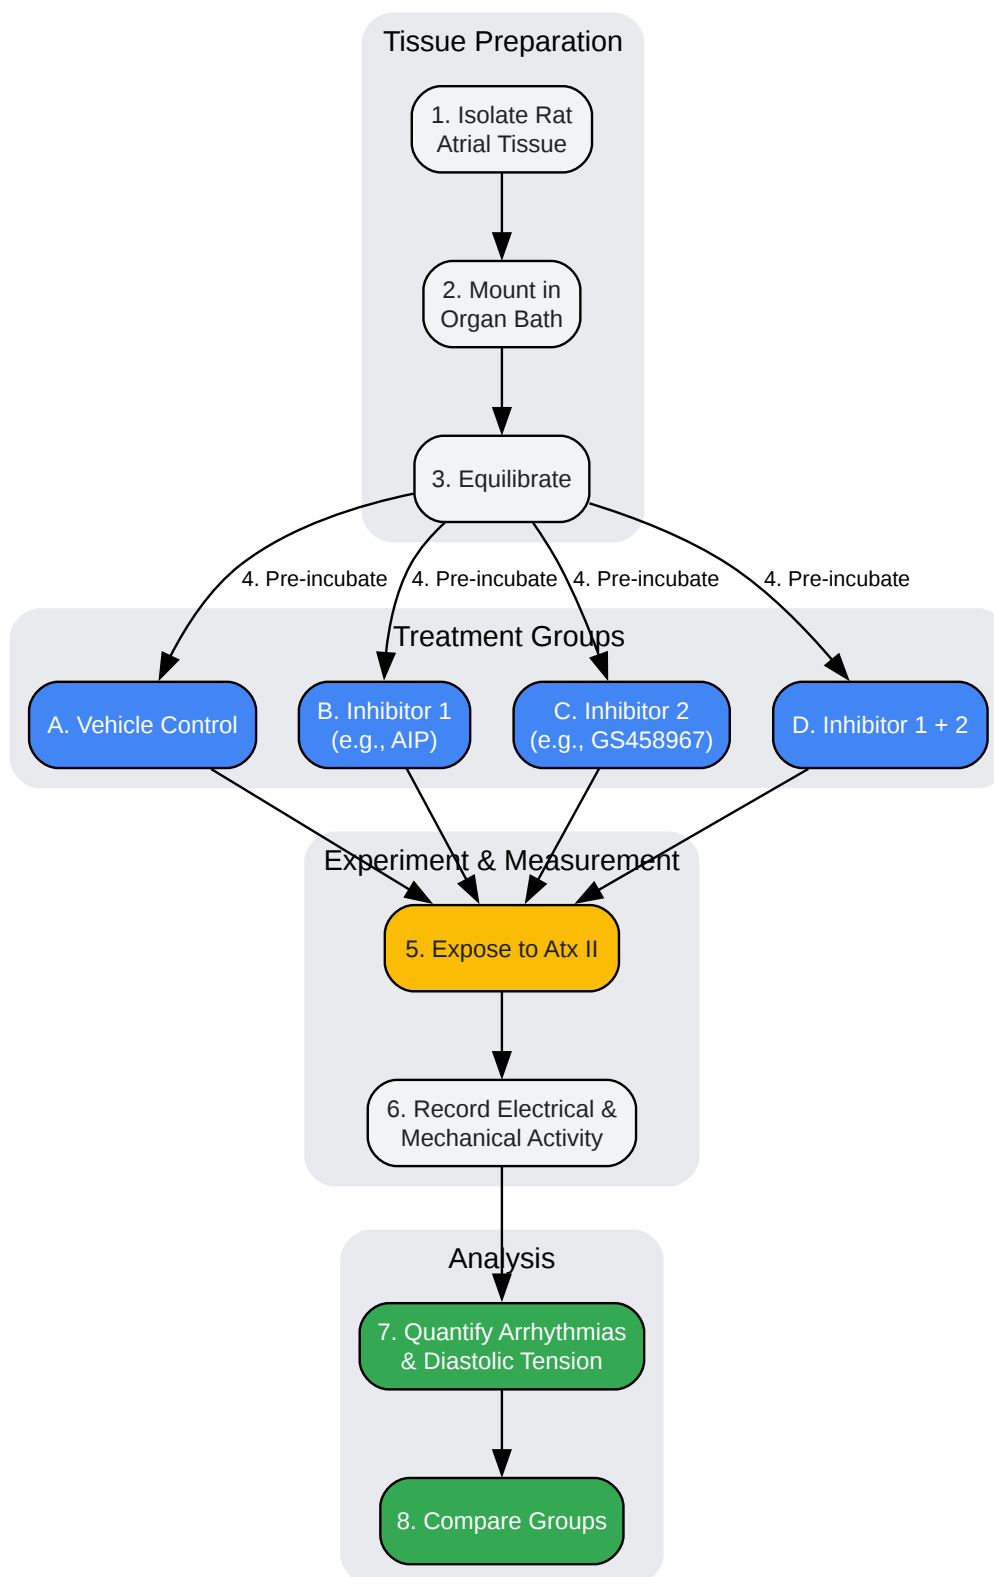 Tissue Preparation
1. Isolate Rat
Atrial Tissue
2. Mount in
Organ Bath
3. Equilibrate
4. Pre-incubate
4. Pre-incubate
4. Pre-incubate
4. Pre-incubate
Treatment Groups
A. Vehicle Control
B. Inhibitor 1
(e.g., AIP)
C. Inhibitor 2
(e.g., GS458967)
D. Inhibitor 1 + 2
Experiment & Measurement
5. Expose to Atx II
6. Record Electrical &
Mechanical Activity
Analysis
7. Quantify Arrhythmias
& Diastolic Tension
8. Compare Groups